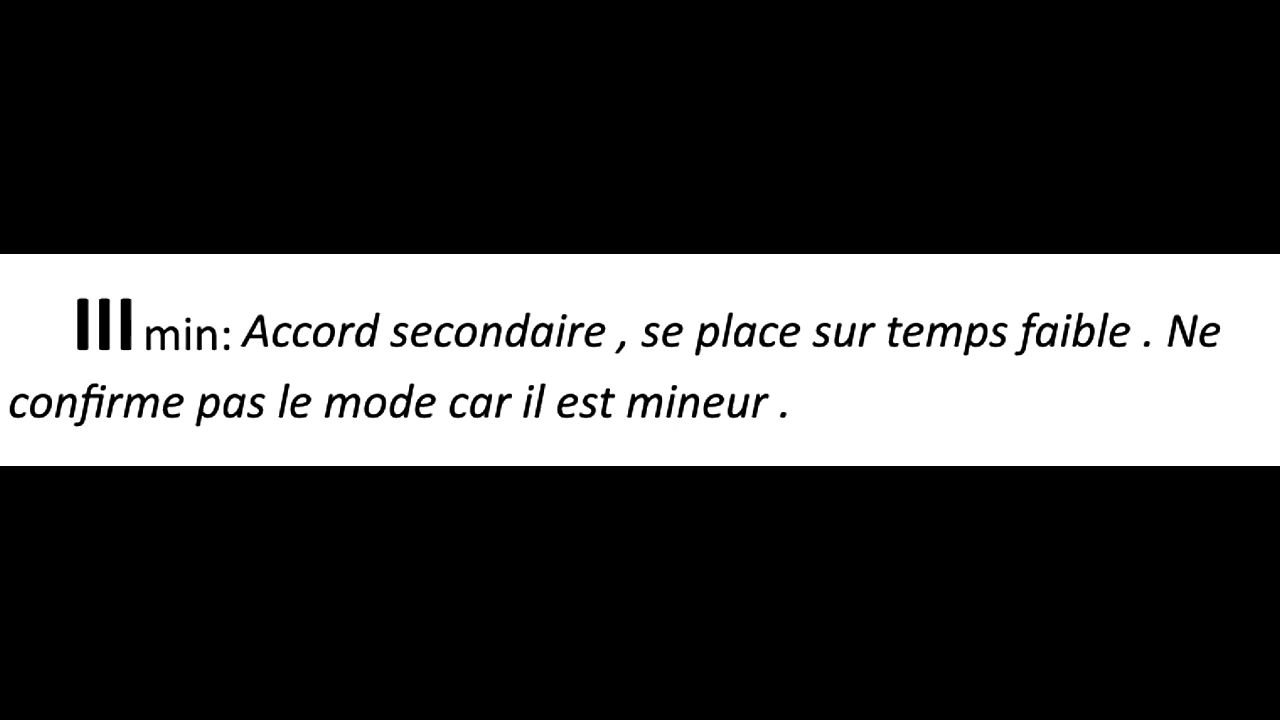 III min: Accord secondaire , se place sur temps faible . Ne
confirme pas le mode car il est mineur .